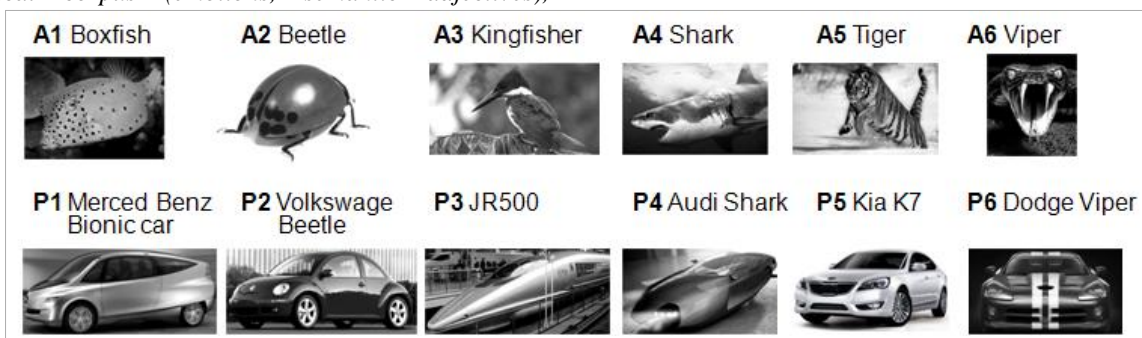 A1 Boxfish A2 Beetle A3 Kingfisher A4 Shark A5 Tiger A6 Viper
P1 Merced Benz P2 Volkswage P3 JR500 P4 Audi Shark P5 Kia K7 P6 Dodge Viper
Bionic car Beetle